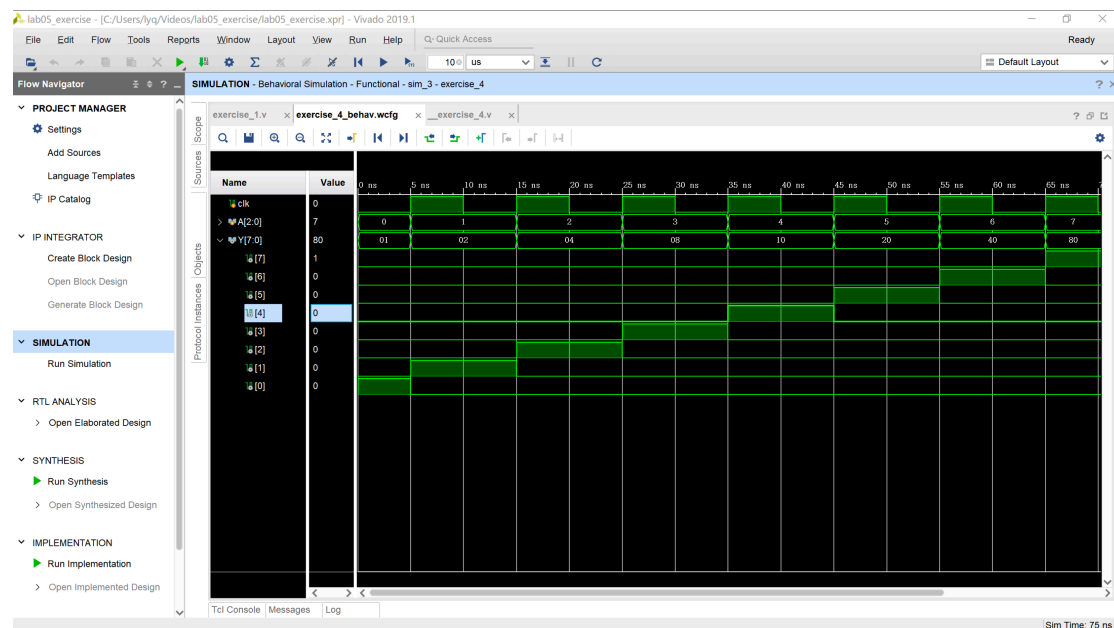 lab05_exercise - [C:/Users/lyq/Videos/lab05_exercise/lab05_exercise.xpr] - Vivado 2019.1
File Edit Flow Tools Reports Window Layout View Run Help Q- Quick Access Ready
10 us Default Layout
Flow Navigator ? SIMULATION - Behavioral Simulation - Functional - sim_3 - exercise_4 ?
PROJECT MANAGER
Settings
Add Sources
Language Templates
IP Catalog
IP INTEGRATOR
Create Block Design
Open Block Design
Generate Block Design
SIMULATION
Run Simulation
RTL ANALYSIS
Open Elaborated Design
SYNTHESIS
Run Synthesis
Open Synthesized Design
IMPLEMENTATION
Run Implementation
Open Implemented Design
Scope
Sources
Objects
Protocol Instances
exercise_1.v × exercise_4_behav.wcfg × __exercise_4.v × ?
Name Value 0 ns 5 ns 10 ns 15 ns 20 ns 25 ns 30 ns 35 ns 40 ns 45 ns 50 ns 55 ns 60 ns 65 ns
clk 0
A[2:0] 7 0 1 2 3 4 5 6 7
Y[7:0] 80 01 02 04 08 10 20 40 80
[7] 1
[6] 0
[5] 0
[4] 0
[3] 0
[2] 0
[1] 0
[0] 0
Tcl Console Messages Log
Sim Time: 75 ns